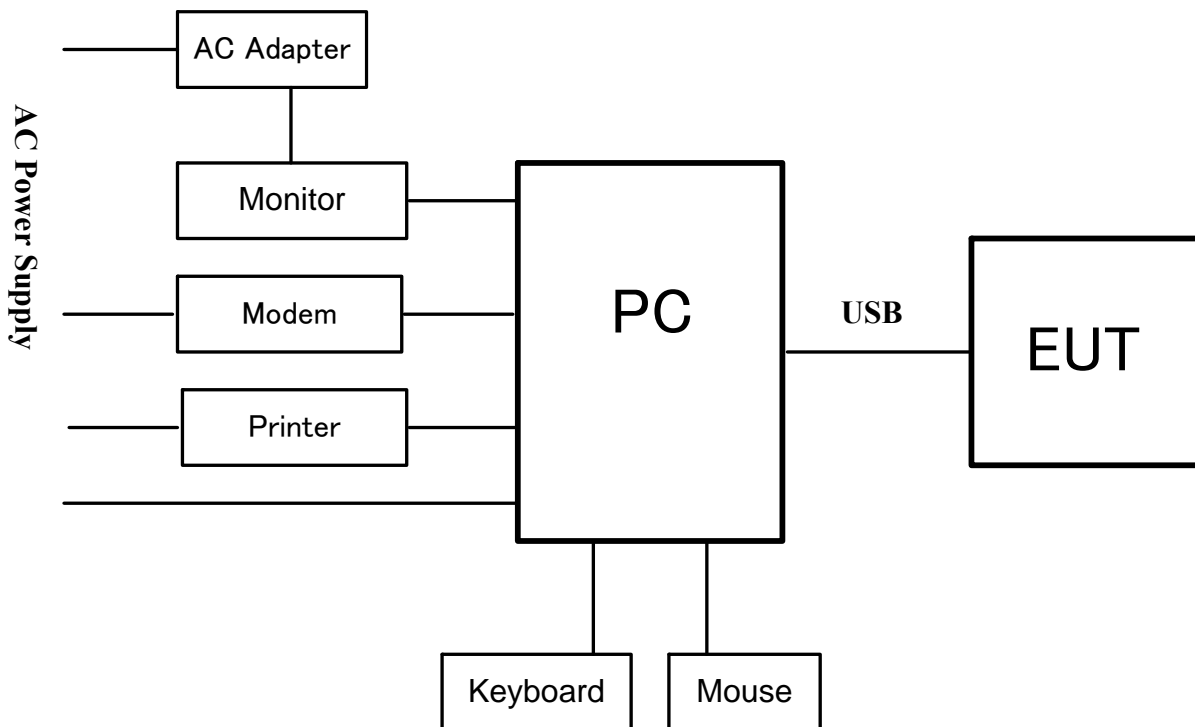 AC Adapter
AC Power Supply
Monitor
Modem
Printer
PC
USB
EUT
Keyboard
Mouse